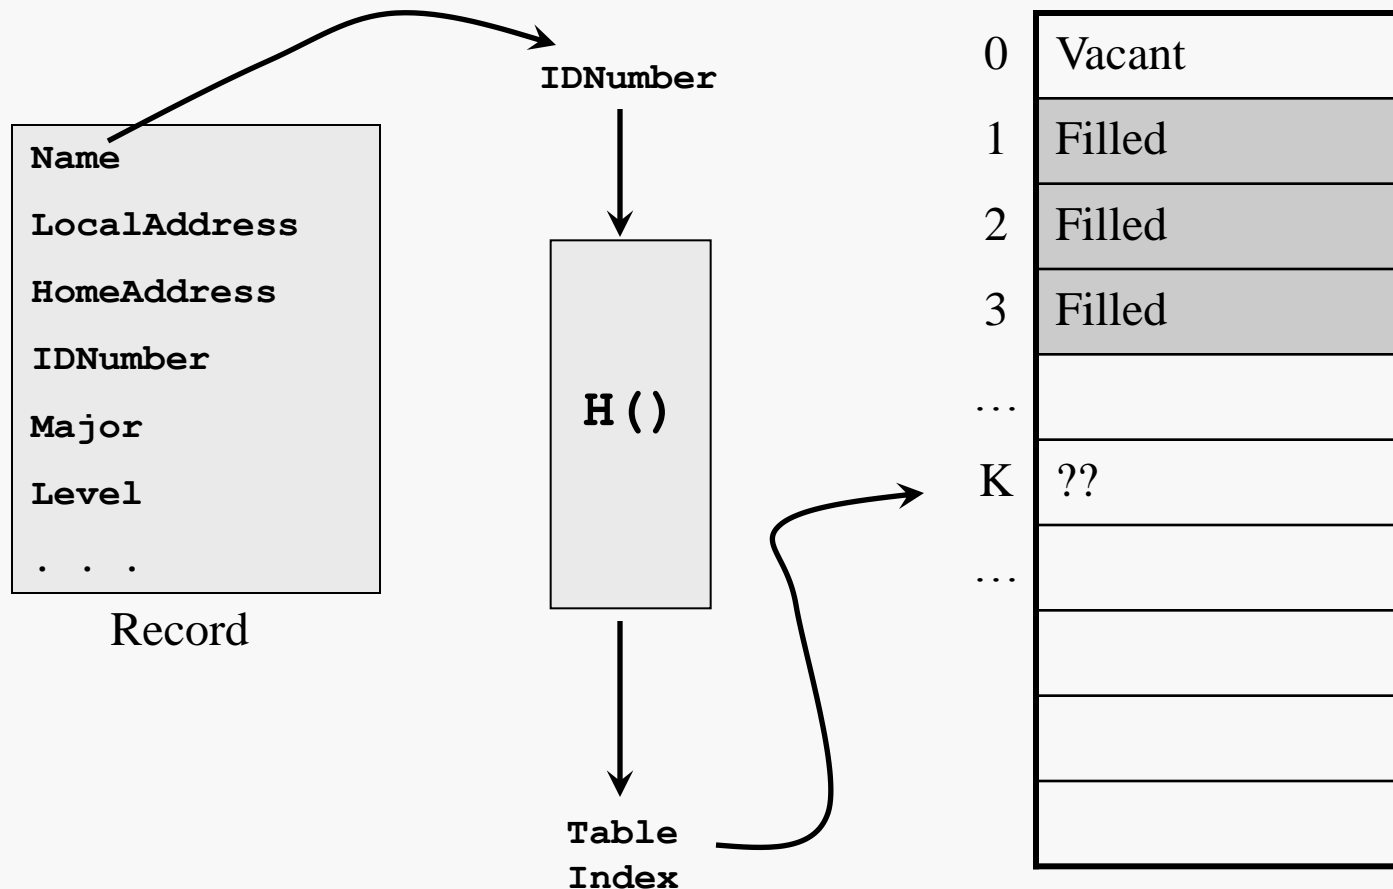 Name
LocalAddress
HomeAddress
IDNumber
Major
Level
. . .
Record
IDNumber
H()
Table
Index
0 Vacant
1 Filled
2 Filled
3 Filled
...
K ??
...